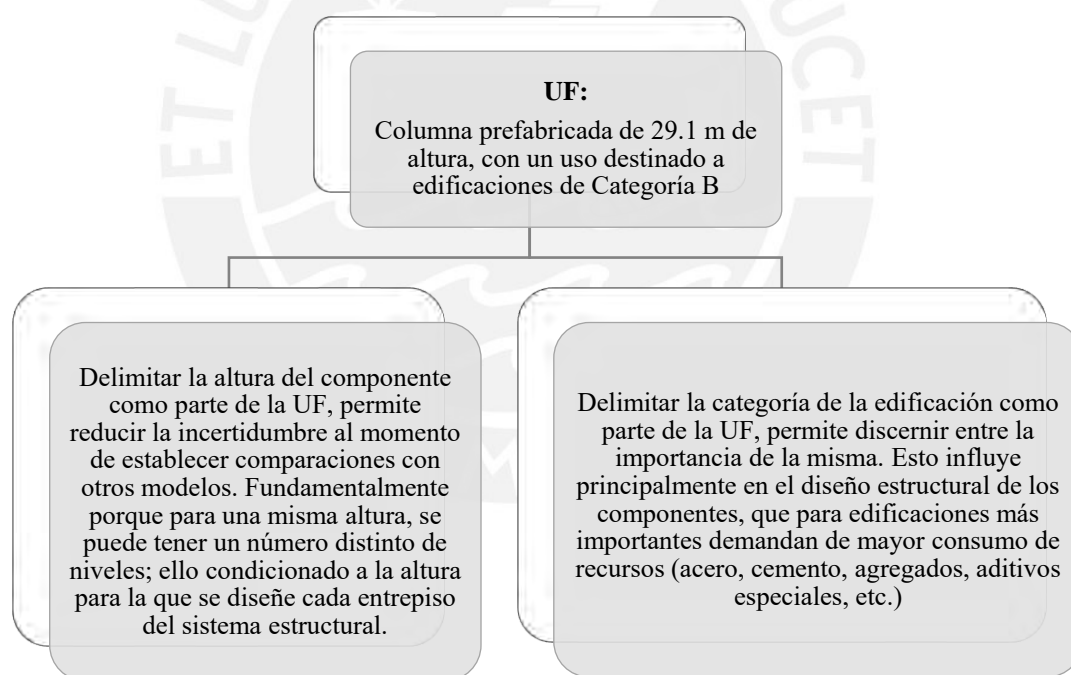 UF:
Columna prefabricada de 29.1 m de
altura, con un uso destinado a
edificaciones de Categoría B
Delimitar la altura del componente
como parte de la UF, permite
reducir la incertidumbre al momento
de establecer comparaciones con
otros modelos. Fundamentalmente
porque para una misma altura, se
puede tener un número distinto de
niveles; ello condicionado a la altura
para la que se diseñe cada entrepiso
del sistema estructural.
Delimitar la categoría de la edificación como
parte de la UF, permite discernir entre la
importancia de la misma. Esto influye
principalmente en el diseño estructural de los
componentes, que para edificaciones más
importantes demandan de mayor consumo de
recursos (acero, cemento, agregados, aditivos
especiales, etc.)